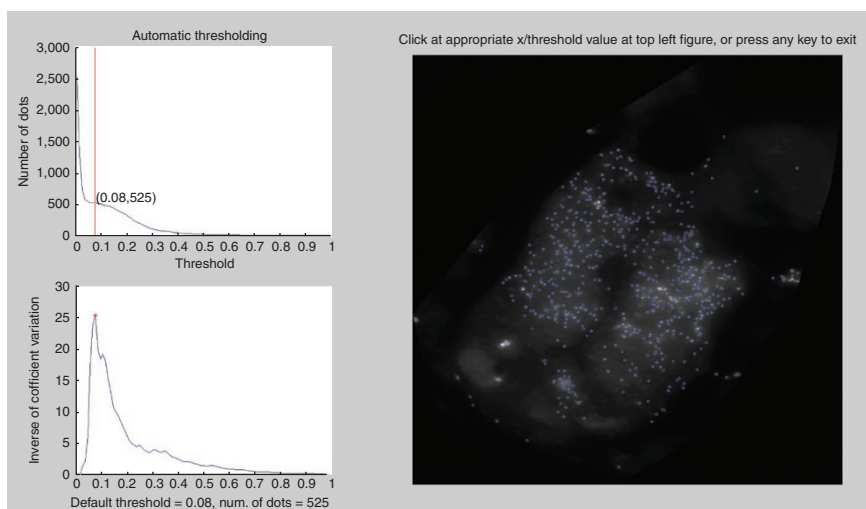 Automatic thresholding
3,000
2,500
2,000
1,500
1,000
500
0
Number of dots
(0.08,525)
0 0.1 0.2 0.3 0.4 0.5 0.6 0.7 0.8 0.9 1
Threshold
30
25
20
15
10
5
0
Inverse of cofficient variation
0 0.1 0.2 0.3 0.4 0.5 0.6 0.7 0.8 0.9 1
Default threshold = 0.08, num. of dots = 525
Click at appropriate x/threshold value at top left figure, or press any key to exit